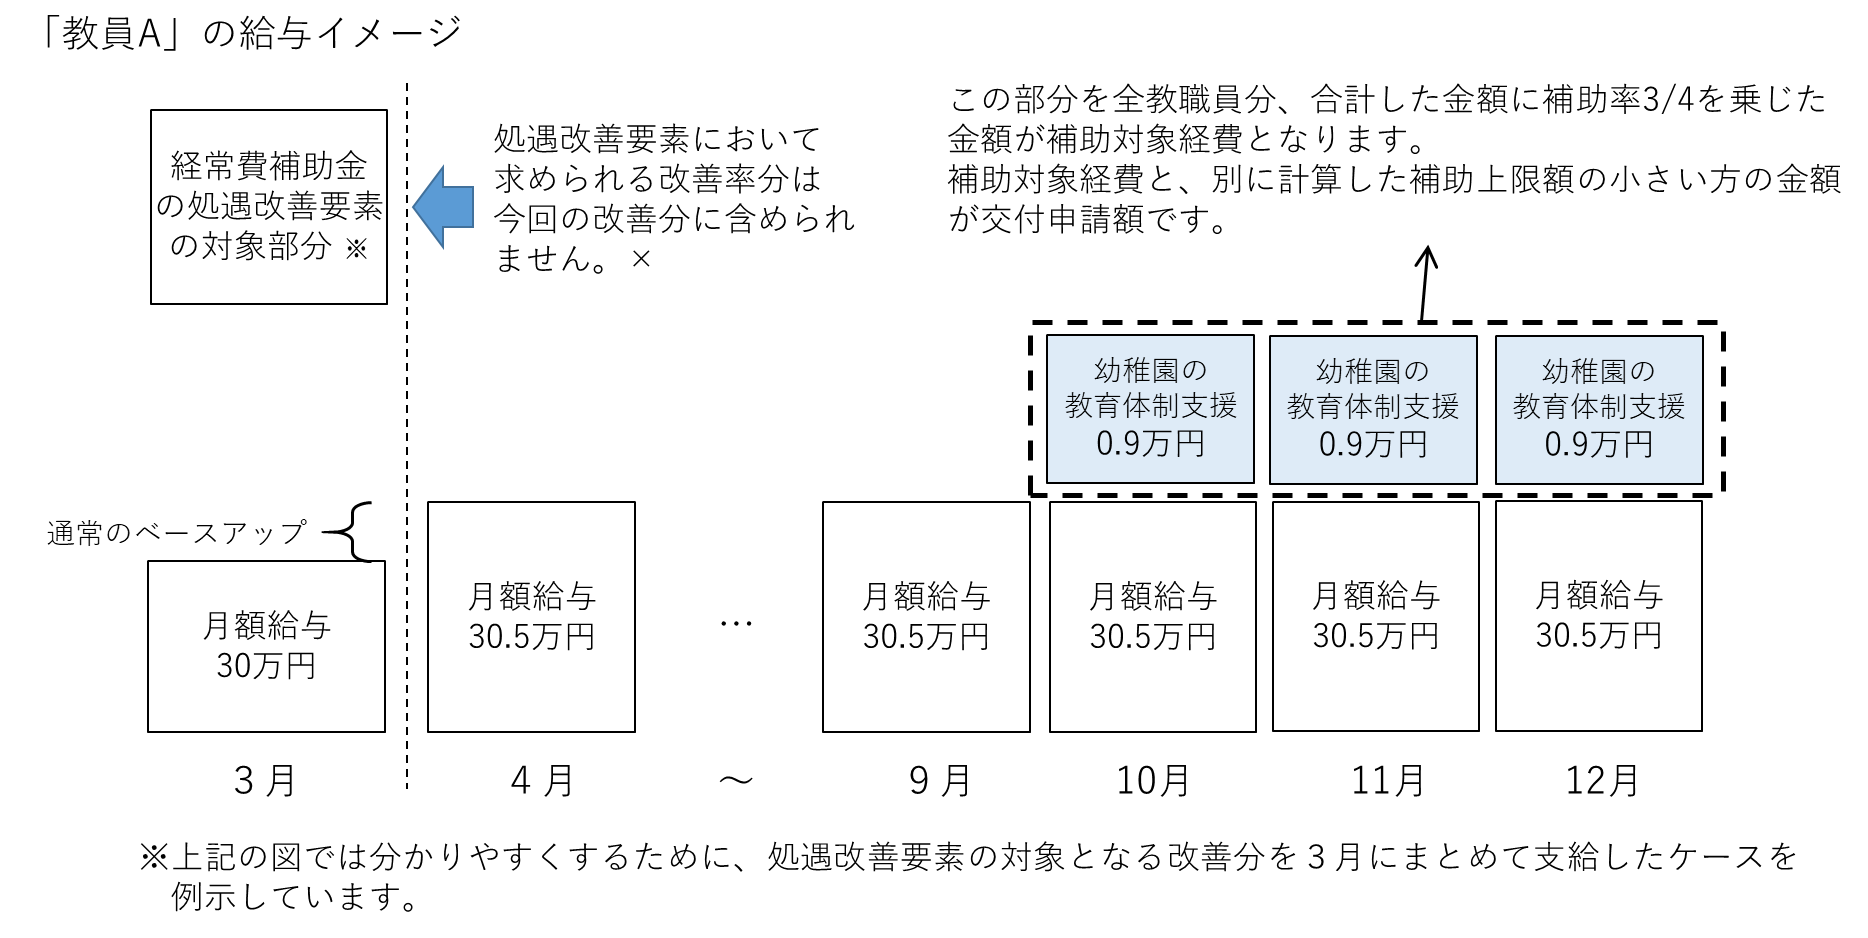 「教員A」の給与イメージ
経常費補助金
の処遇改善要素
の対象部分 ※
処遇改善要素において
求められる改善率分は
今回の改善分に含められ
ません。×
この部分を全教職員分、合計した金額に補助率3/4を乗じた
金額が補助対象経費となります。
補助対象経費と、別に計算した補助上限額の小さい方の金額
が交付申請額です。
幼稚園の
教育体制支援
0.9万円
幼稚園の
教育体制支援
0.9万円
幼稚園の
教育体制支援
0.9万円
通常のベースアップ
月額給与
30万円
月額給与
30.5万円
…
月額給与
30.5万円
月額給与
30.5万円
月額給与
30.5万円
月額給与
30.5万円
3月
4月
～
9月
10月
11月
12月
※上記の図では分かりやすくするために、処遇改善要素の対象となる改善分を3月にまとめて支給したケースを
例示しています。